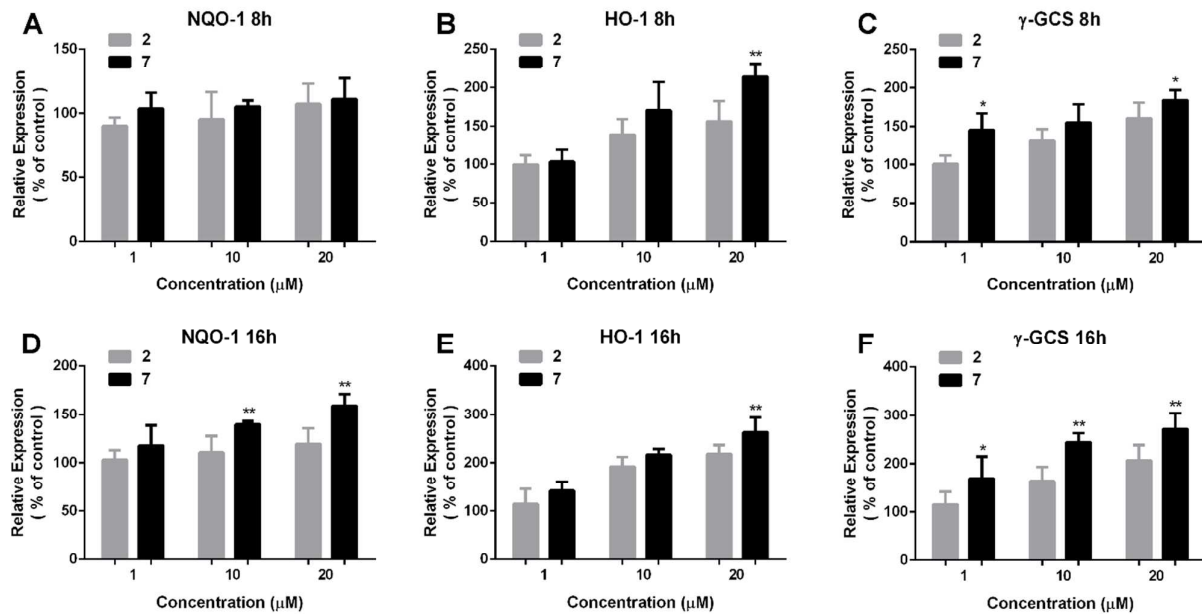 A
NQO-1 8h
2
7
Relative Expression
( % of control )
150
100
50
0
1
10
20
Concentration (μM)
B
HO-1 8h
2
7
Relative Expression
( % of control )
250
200
150
100
50
0
**
1
10
20
Concentration (μM)
C
γ-GCS 8h
2
7
Relative Expression
( % of control )
250
200
150
100
50
0
*
*
1
10
20
Concentration (μM)
D
NQO-1 16h
2
7
Relative Expression
( % of control )
200
150
100
50
0
**
**
1
10
20
Concentration (μM)
E
HO-1 16h
2
7
Relative Expression
( % of control )
400
300
200
100
0
**
1
10
20
Concentration (μM)
F
γ-GCS 16h
2
7
Relative Expression
( % of control )
400
300
200
100
0
*
**
**
1
10
20
Concentration (μM)